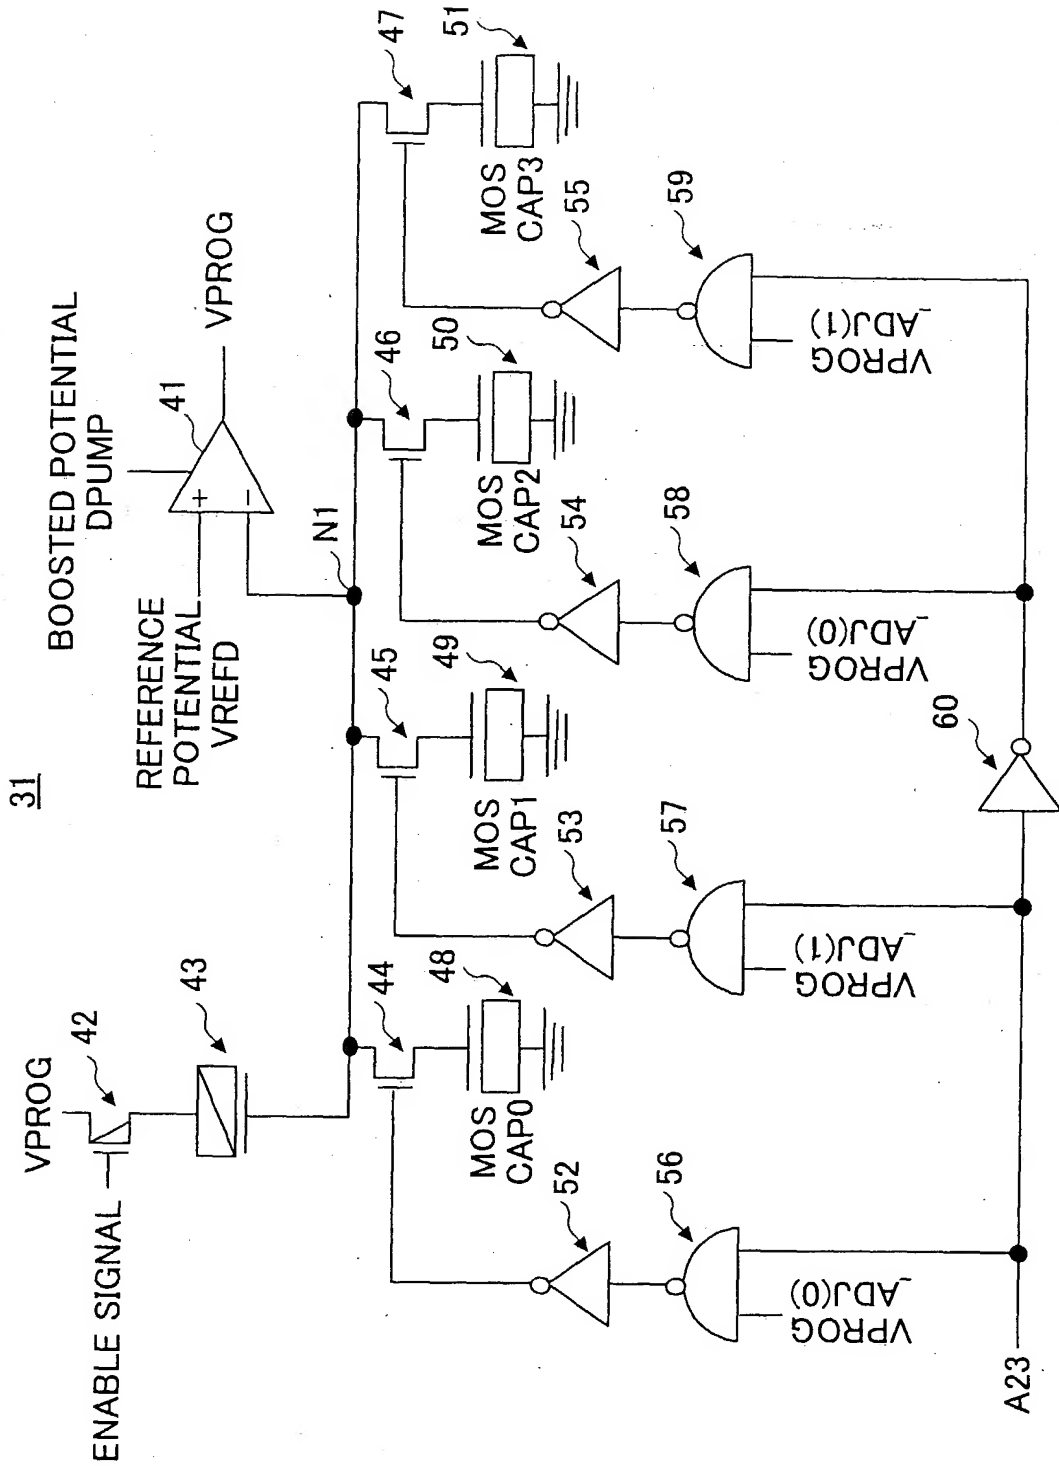 31
BOOSTED POTENTIAL
DPUMP
REFERENCE
POTENTIAL
VREFD
41
VPROG
+
−
N1
VPROG
42
ENABLE SIGNAL
43
44
45
46
47
MOS
CAP0
48
MOS
CAP1
49
MOS
CAP2
50
MOS
CAP3
51
52
53
54
55
56
57
58
59
VPROG
_ADJ(0)
VPROG
_ADJ(1)
VPROG
_ADJ(0)
VPROG
_ADJ(1)
A23
60